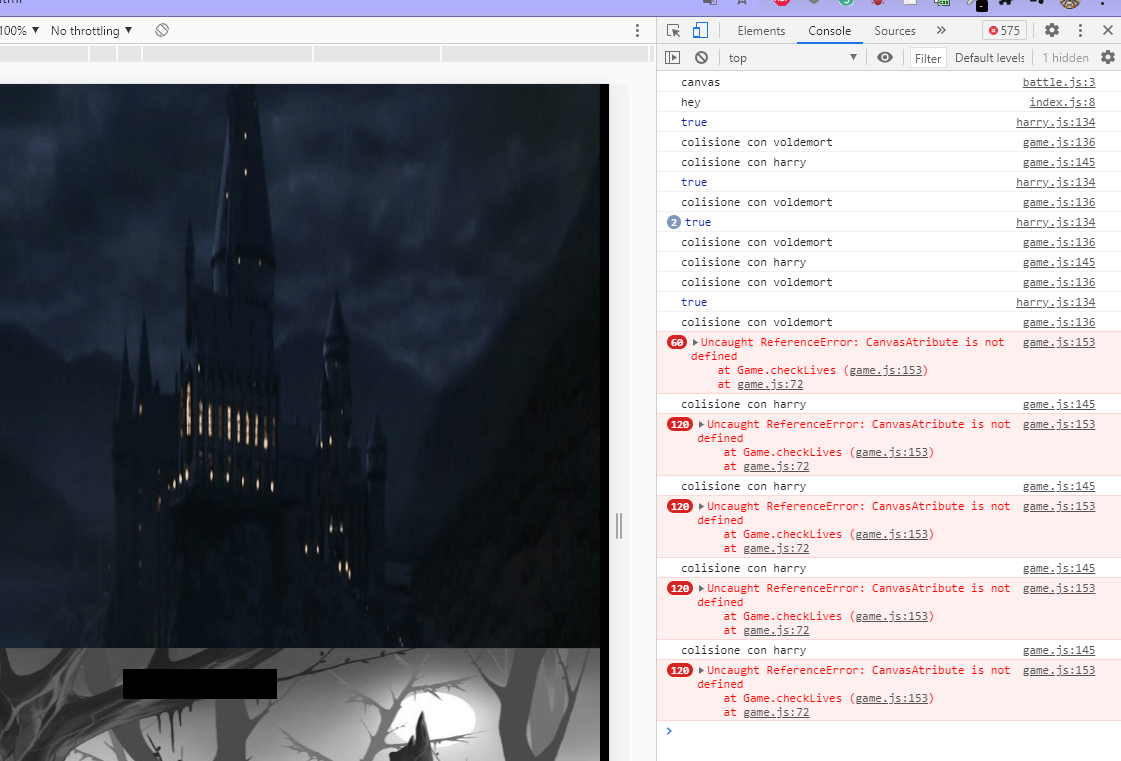 100% ▼ No throttling ▼
Elements Console Sources » 575
top ▼ Filter Default levels 1 hidden
canvas battle.js:3
hey index.js:8
true harry.js:134
colisione con voldemort game.js:136
colisione con harry game.js:145
true harry.js:134
colisione con voldemort game.js:136
2 true harry.js:134
colisione con voldemort game.js:136
colisione con harry game.js:145
colisione con voldemort game.js:136
true harry.js:134
colisione con voldemort game.js:136
60 ▶Uncaught ReferenceError: CanvasAtribute is not game.js:153
defined
at Game.checkLives (game.js:153)
at game.js:72
colisione con harry game.js:145
120 ▶Uncaught ReferenceError: CanvasAtribute is not game.js:153
defined
at Game.checkLives (game.js:153)
at game.js:72
colisione con harry game.js:145
120 ▶Uncaught ReferenceError: CanvasAtribute is not game.js:153
defined
at Game.checkLives (game.js:153)
at game.js:72
colisione con harry game.js:145
120 ▶Uncaught ReferenceError: CanvasAtribute is not game.js:153
defined
at Game.checkLives (game.js:153)
at game.js:72
colisione con harry game.js:145
120 ▶Uncaught ReferenceError: CanvasAtribute is not game.js:153
defined
at Game.checkLives (game.js:153)
at game.js:72